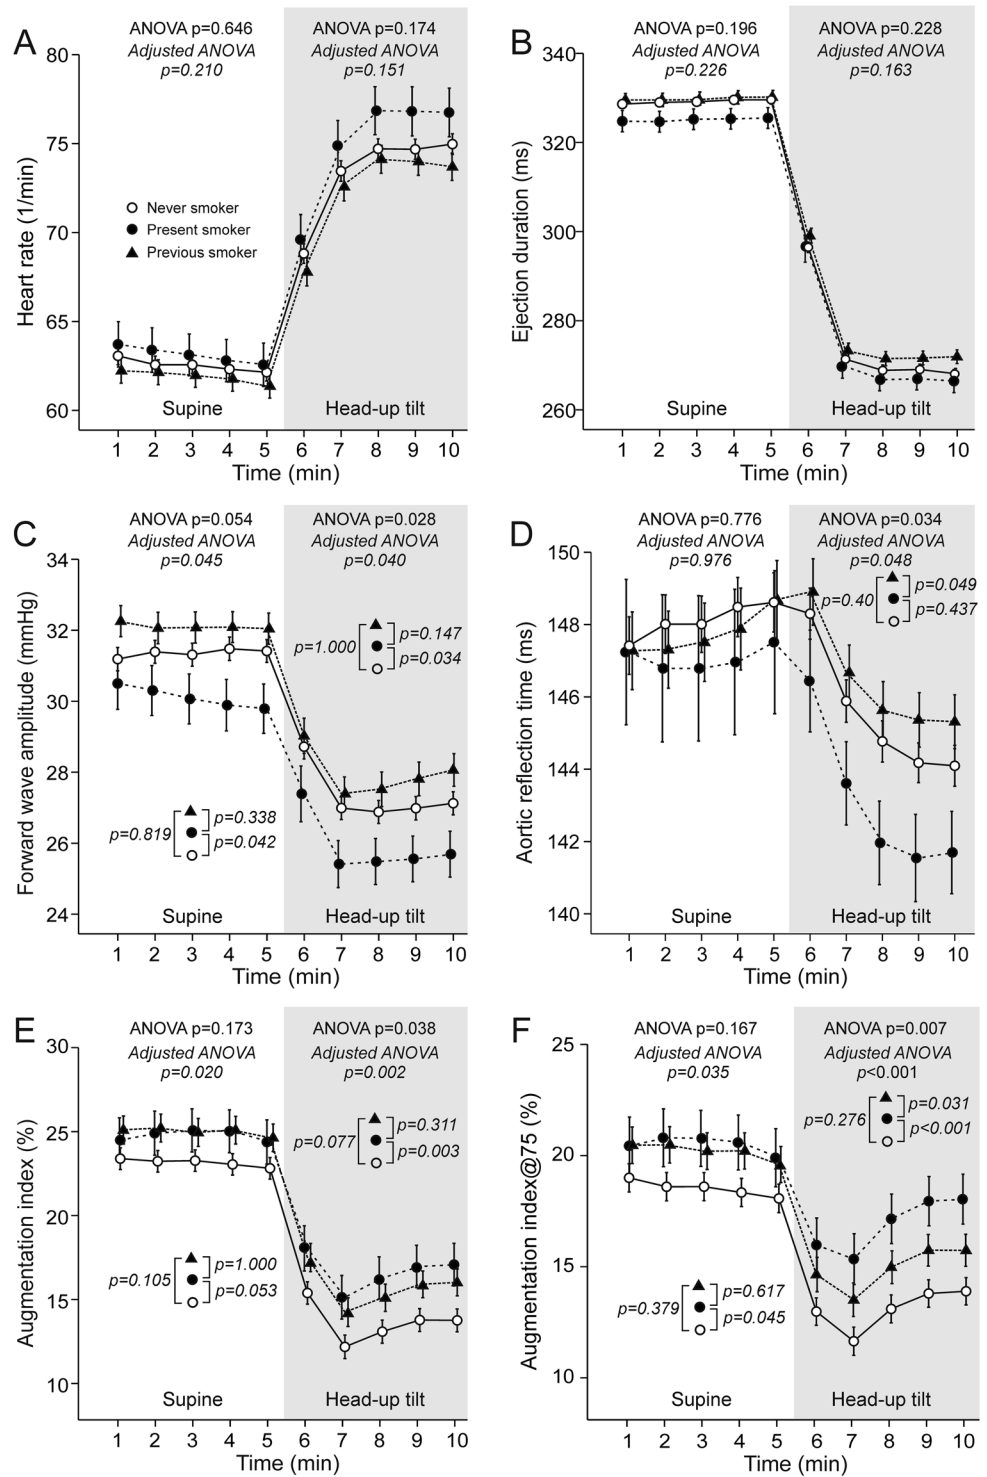 A
ANOVA p=0.646
Adjusted ANOVA
p=0.210
ANOVA p=0.174
Adjusted ANOVA
p=0.151
80
75
70
65
60
Heart rate (1/min)
Never smoker
Present smoker
Previous smoker
Supine
Head-up tilt
1 2 3 4 5 6 7 8 9 10
Time (min)
B
ANOVA p=0.196
Adjusted ANOVA
p=0.226
ANOVA p=0.228
Adjusted ANOVA
p=0.163
340
320
300
280
260
Ejection duration (ms)
Supine
Head-up tilt
1 2 3 4 5 6 7 8 9 10
Time (min)
C
ANOVA p=0.054
Adjusted ANOVA
p=0.045
ANOVA p=0.028
Adjusted ANOVA
p=0.040
34
32
30
28
26
24
Forward wave amplitude (mmHg)
p=0.147
p=1.000
p=0.034
p=0.338
p=0.819
p=0.042
Supine
Head-up tilt
1 2 3 4 5 6 7 8 9 10
Time (min)
D
ANOVA p=0.776
Adjusted ANOVA
p=0.976
ANOVA p=0.034
Adjusted ANOVA
p=0.048
150
148
146
144
142
140
Aortic reflection time (ms)
p=0.049
p=0.40
p=0.437
Supine
Head-up tilt
1 2 3 4 5 6 7 8 9 10
Time (min)
E
ANOVA p=0.173
Adjusted ANOVA
p=0.020
ANOVA p=0.038
Adjusted ANOVA
p=0.002
30
25
20
15
10
Augmentation index (%)
p=0.311
p=0.077
p=0.003
p=1.000
p=0.105
p=0.053
Supine
Head-up tilt
1 2 3 4 5 6 7 8 9 10
Time (min)
F
ANOVA p=0.167
Adjusted ANOVA
p=0.035
ANOVA p=0.007
Adjusted ANOVA
p<0.001
25
20
15
10
Augmentation index@75 (%)
p=0.031
p=0.276
p<0.001
p=0.617
p=0.379
p=0.045
Supine
Head-up tilt
1 2 3 4 5 6 7 8 9 10
Time (min)